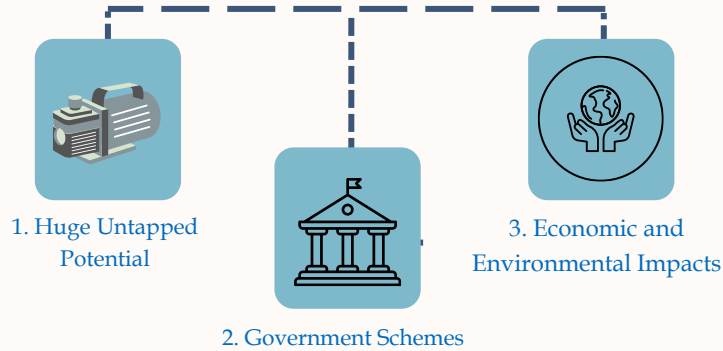 1. Huge Untapped
Potential
2. Government Schemes
3. Economic and
Environmental Impacts